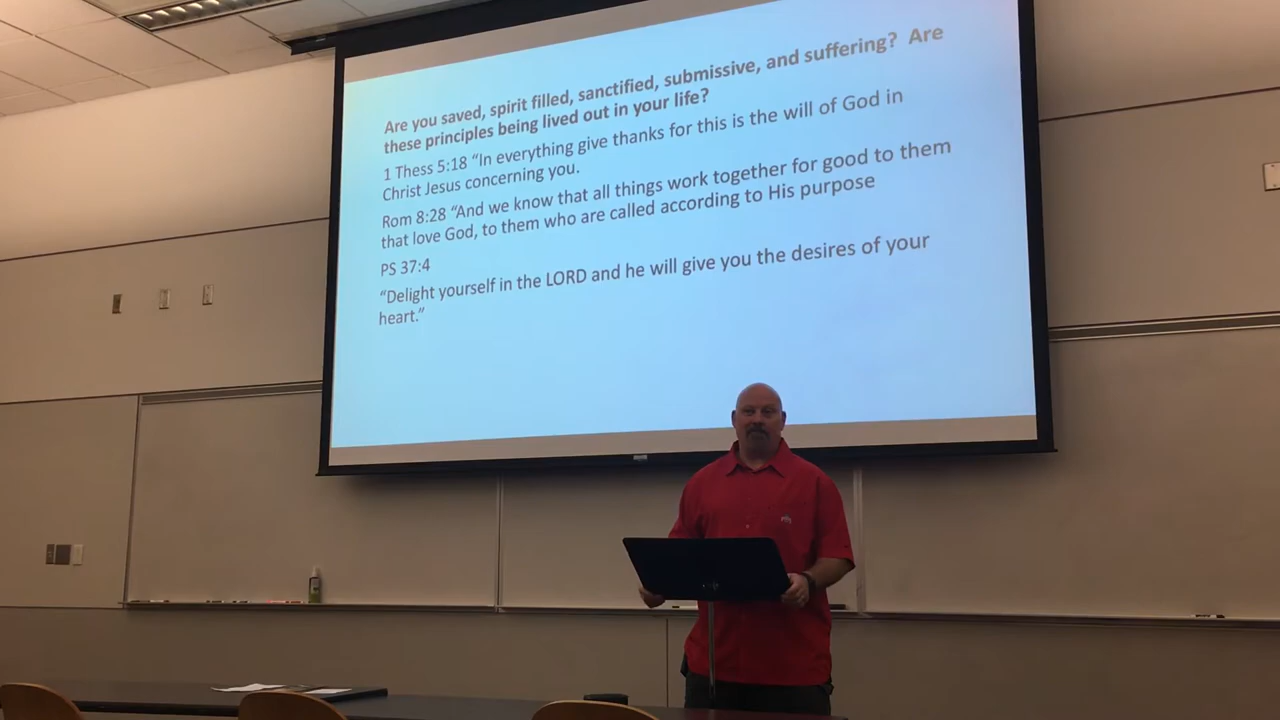 Are you saved, spirit filled, sanctified, submissive, and suffering?  Are
these principles being lived out in your life?
1 Thess 5:18 “In everything give thanks for this is the will of God in
Christ Jesus concerning you.
Rom 8:28 “And we know that all things work together for good to them
that love God, to them who are called according to His purpose
PS 37:4
“Delight yourself in the LORD and he will give you the desires of your
heart.”